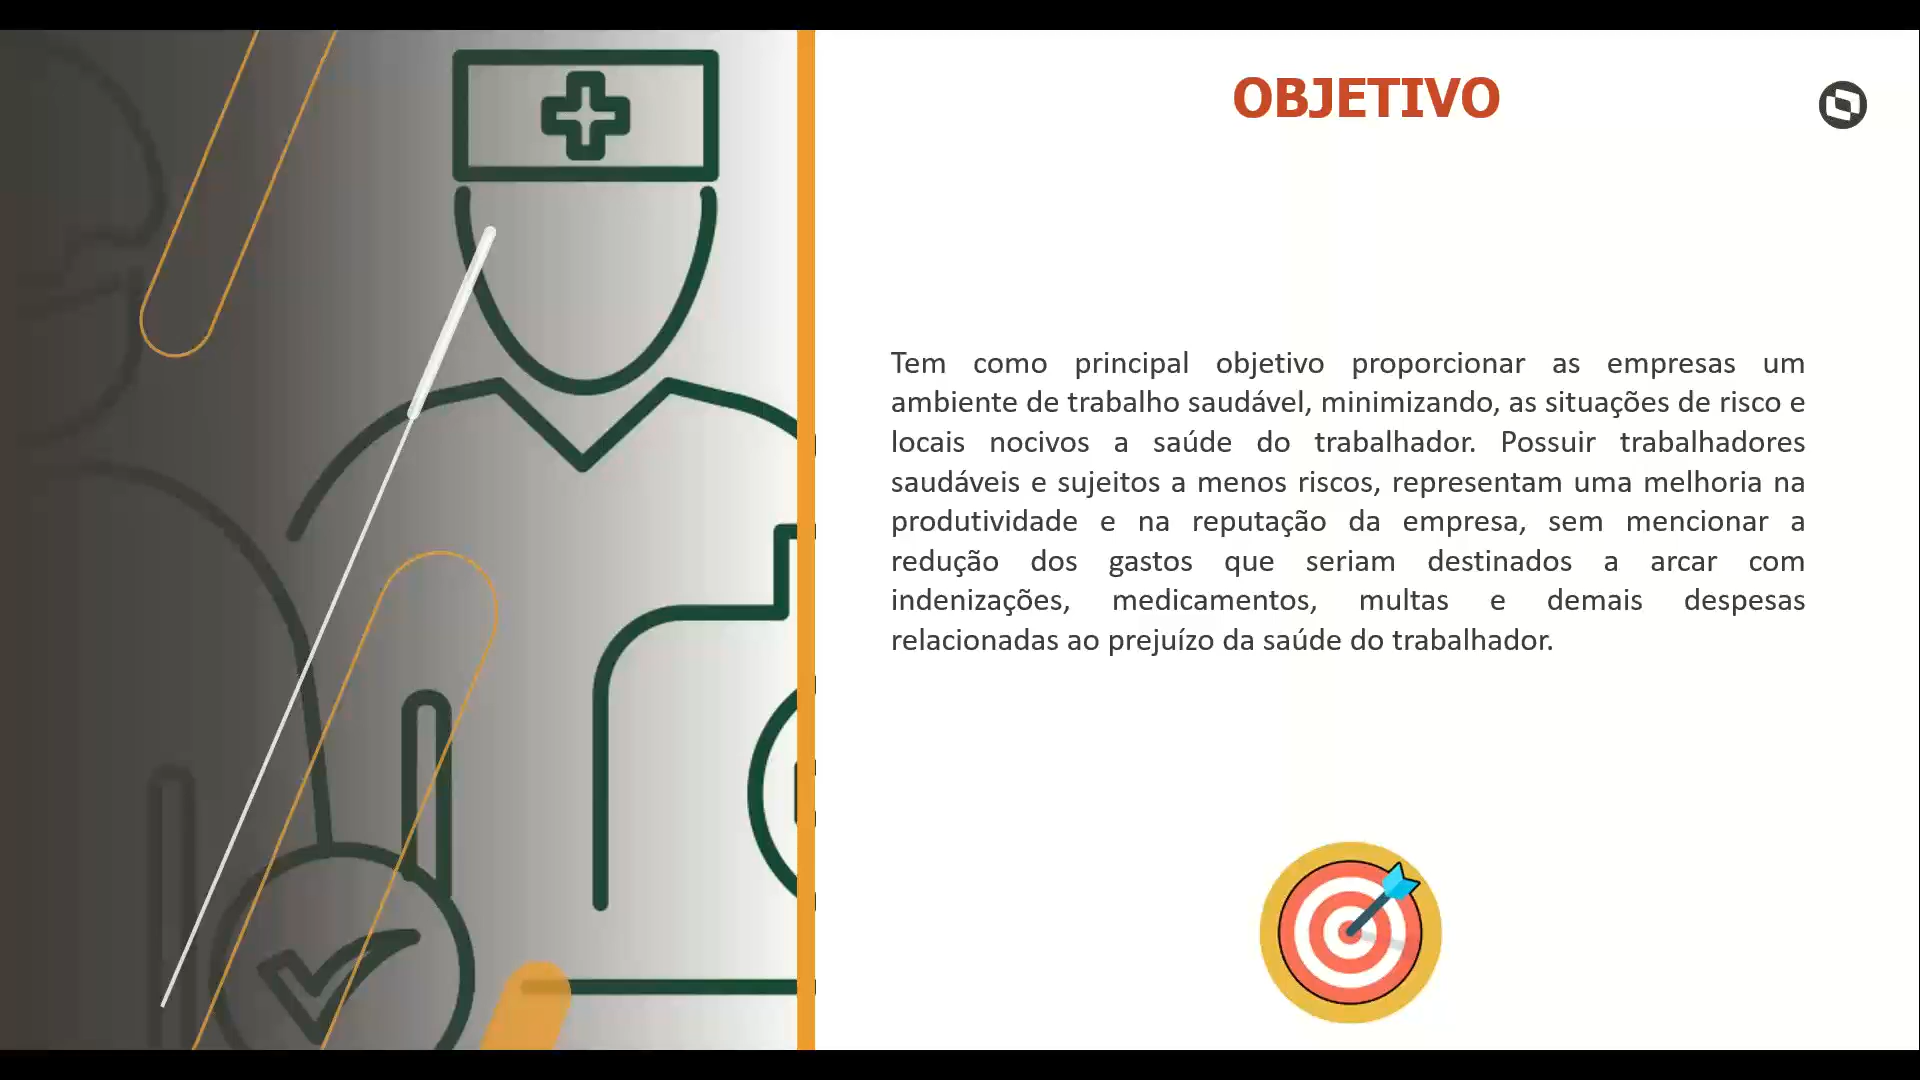 OBJETIVO
Tem como principal objetivo proporcionar as empresas um
ambiente de trabalho saudável, minimizando, as situações de risco e
locais nocivos a saúde do trabalhador. Possuir trabalhadores
saudáveis e sujeitos a menos riscos, representam uma melhoria na
produtividade e na reputação da empresa, sem mencionar a
redução dos gastos que seriam destinados a arcar com
indenizações, medicamentos, multas e demais despesas
relacionadas ao prejuízo da saúde do trabalhador.